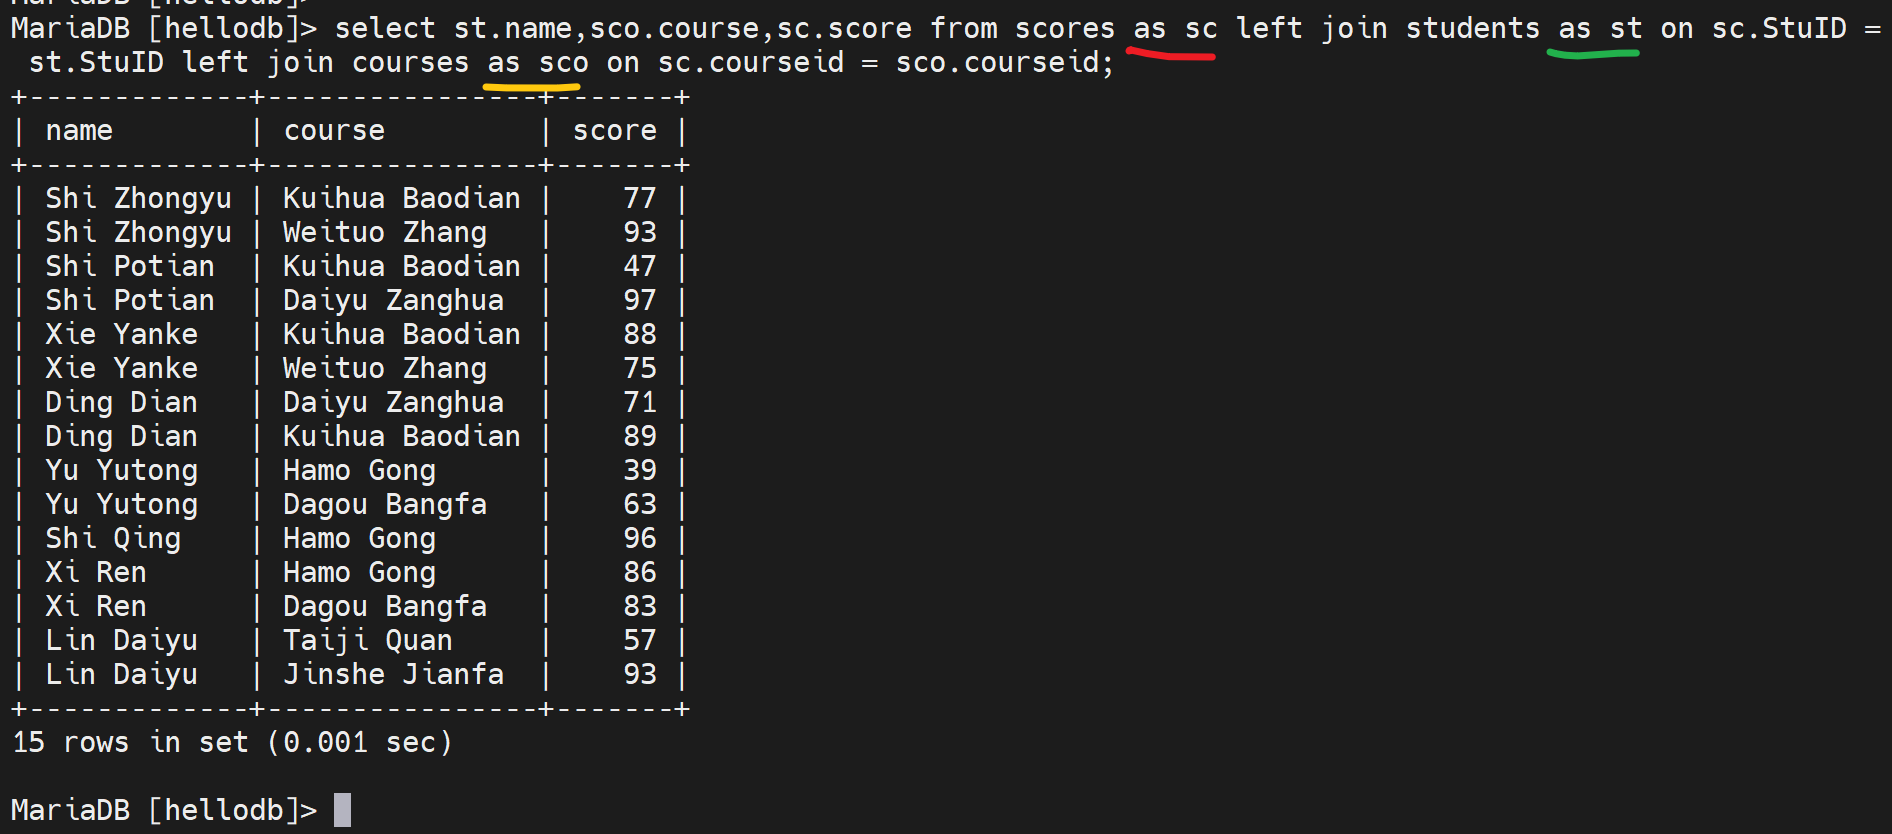 MariaDB [hellodb]>
MariaDB [hellodb]> select st.name,sco.course,sc.score from scores as sc left join students as st on sc.StuID =
 st.StuID left join courses as sco on sc.courseid = sco.courseid;
+-------------+----------------+-------+
| name        | course         | score |
+-------------+----------------+-------+
| Shi Zhongyu | Kuihua Baodian |    77 |
| Shi Zhongyu | Weituo Zhang   |    93 |
| Shi Potian  | Kuihua Baodian |    47 |
| Shi Potian  | Daiyu Zanghua  |    97 |
| Xie Yanke   | Kuihua Baodian |    88 |
| Xie Yanke   | Weituo Zhang   |    75 |
| Ding Dian   | Daiyu Zanghua  |    71 |
| Ding Dian   | Kuihua Baodian |    89 |
| Yu Yutong   | Hamo Gong      |    39 |
| Yu Yutong   | Dagou Bangfa   |    63 |
| Shi Qing    | Hamo Gong      |    96 |
| Xi Ren      | Hamo Gong      |    86 |
| Xi Ren      | Dagou Bangfa   |    83 |
| Lin Daiyu   | Taiji Quan     |    57 |
| Lin Daiyu   | Jinshe Jianfa  |    93 |
+-------------+----------------+-------+
15 rows in set (0.001 sec)
MariaDB [hellodb]>